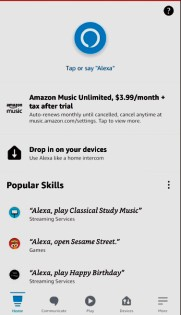 ?
Tap or say "Alexa"
amazon music
Amazon Music Unlimited, $3.99/month +
tax after trial
Auto-renews monthly until cancelled, cancel anytime at
music.amazon.com/settings. Tap to view more.
Drop in on your devices
Use Alexa like a home intercom
Popular Skills
"Alexa, play Classical Study Music"
Streaming Services
"Alexa, open Sesame Street."
Games
"Alexa, play Happy Birthday"
Streaming Services
Home Communicate Play Devices More